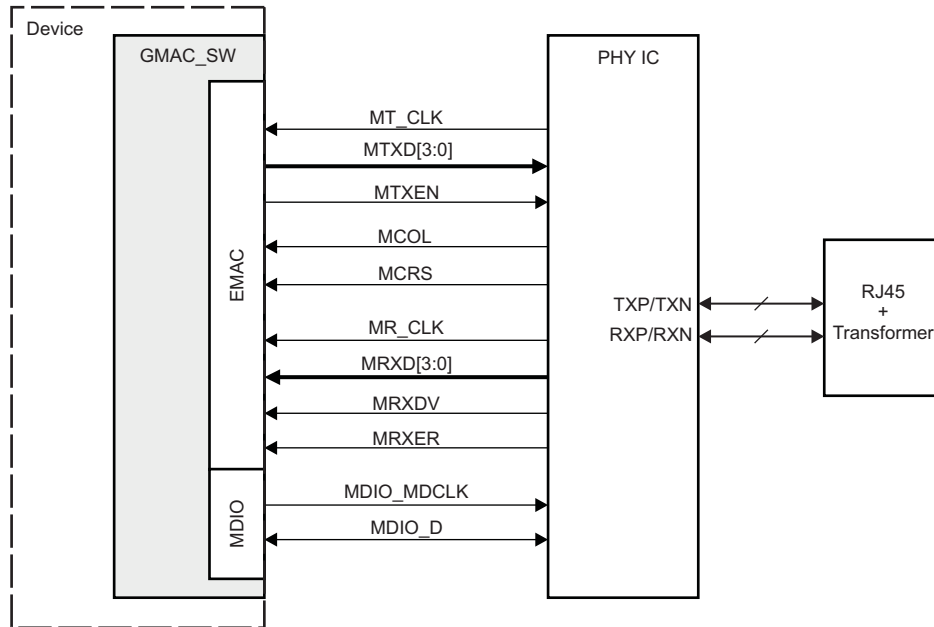 Device
GMAC_SW
PHY IC
MT_CLK
MTXD[3:0]
MTXEN
MCOL
MCRS
EMAC
MR_CLK
MRXD[3:0]
MRXDV
MRXER
MDIO
MDIO_MDCLK
MDIO_D
TXP/TXN
RXP/RXN
RJ45
+
Transformer